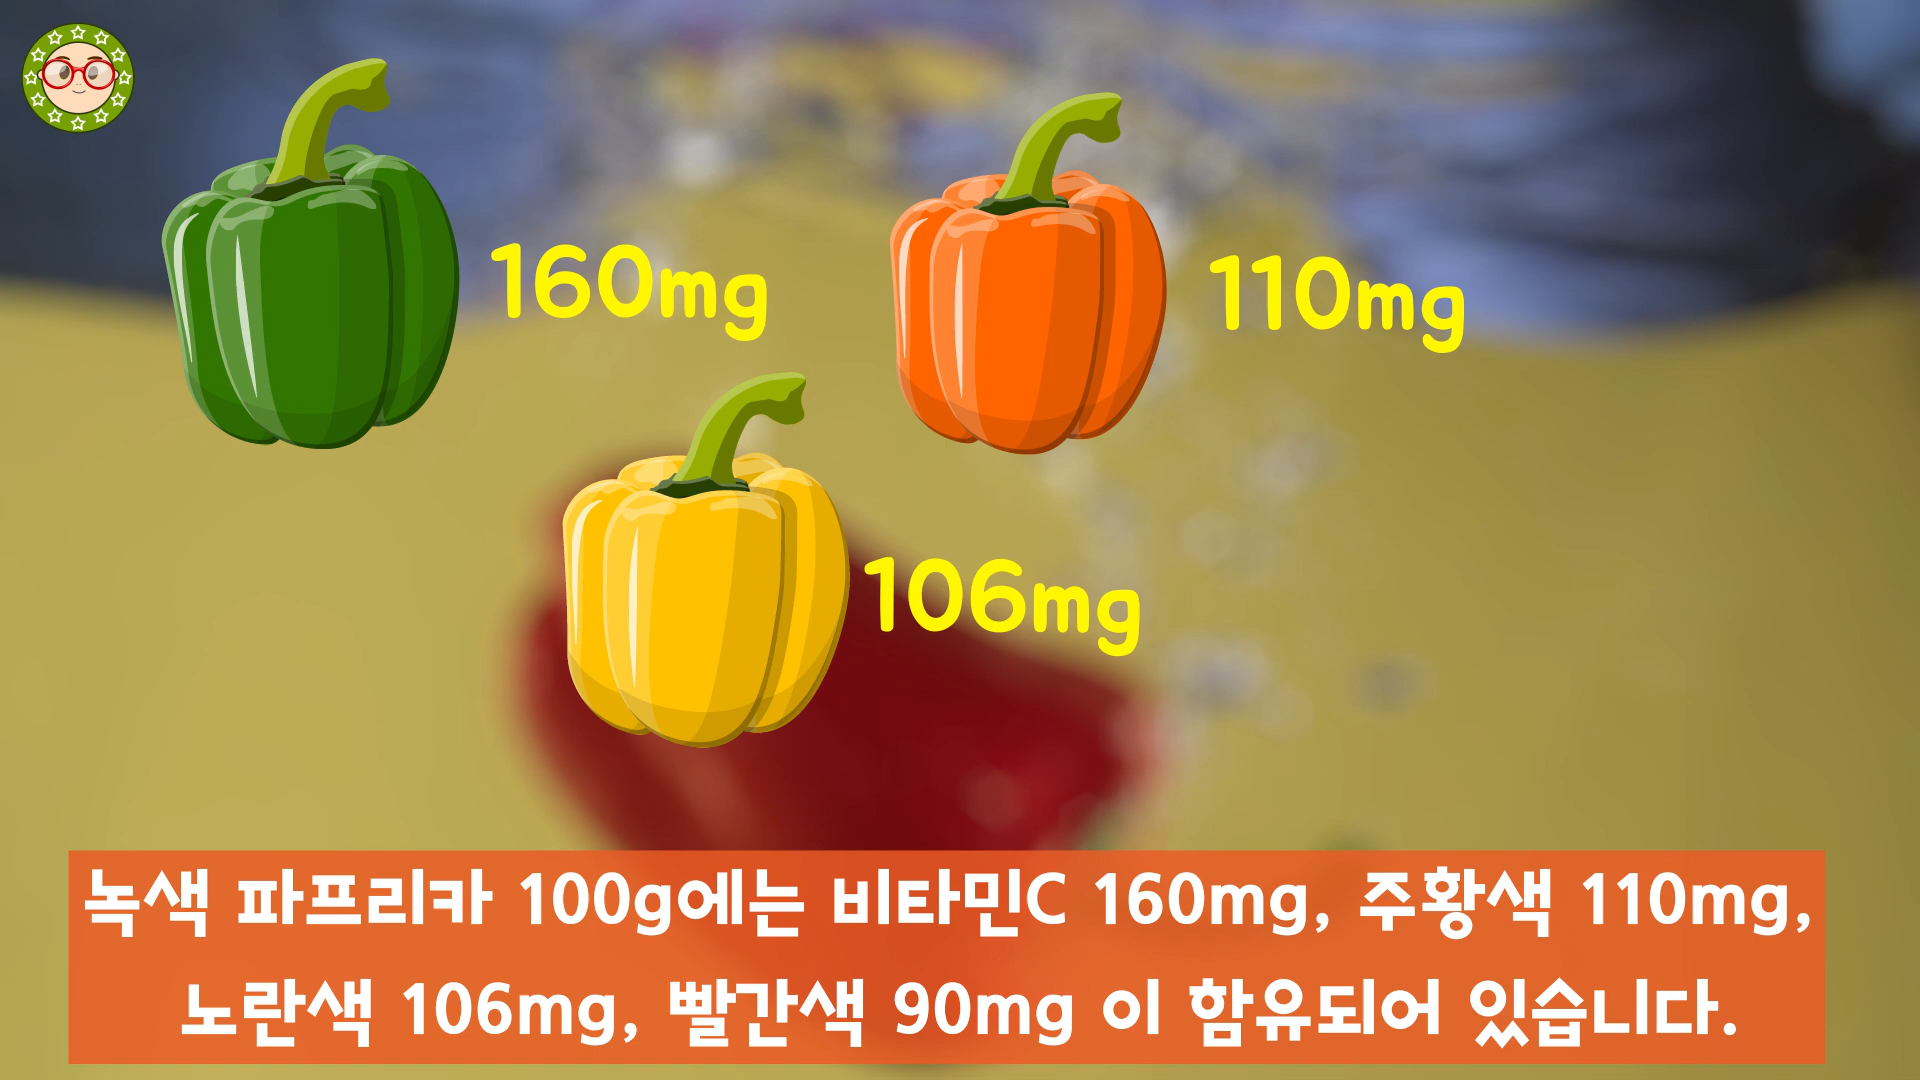 160mg
110mg
106mg
녹색 파프리카 100g에는 비타민C 160mg, 주황색 110mg,
노란색 106mg, 빨간색 90mg 이 함유되어 있습니다.